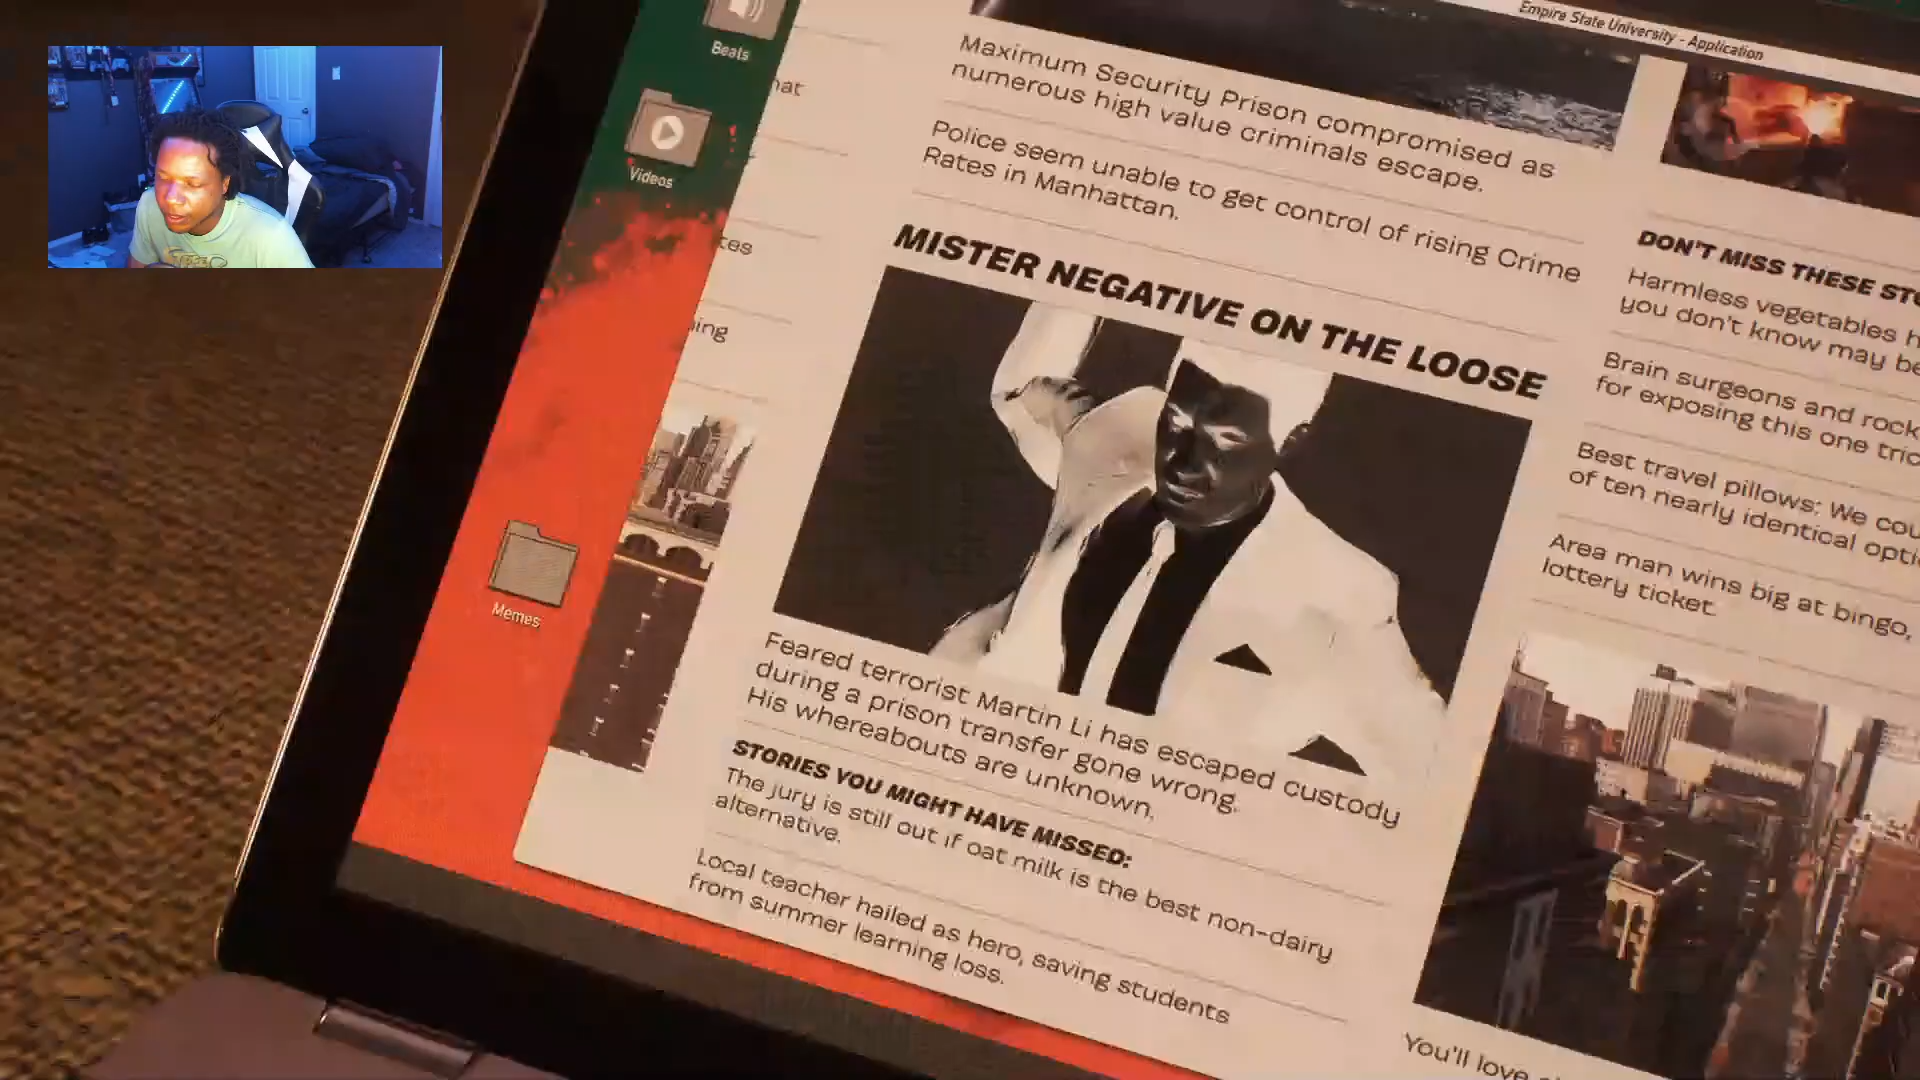 Beats
Videos
Memes
Empire State University - Application
Maximum Security Prison compromised as
numerous high value criminals escape.
Police seem unable to get control of rising Crime
Rates in Manhattan.
MISTER NEGATIVE ON THE LOOSE
Feared terrorist Martin Li has escaped custody
during a prison transfer gone wrong.
His whereabouts are unknown.
STORIES YOU MIGHT HAVE MISSED:
The jury is still out if oat milk is the best non-dairy
alternative.
Local teacher hailed as hero, saving students
from summer learning loss.
DON'T MISS THESE
Harmless vegetables
you don't know may
Brain surgeons and
for exposing this one
Best travel pillows: We
of ten nearly identical
Area man wins big at bingo,
lottery ticket.
You'll love